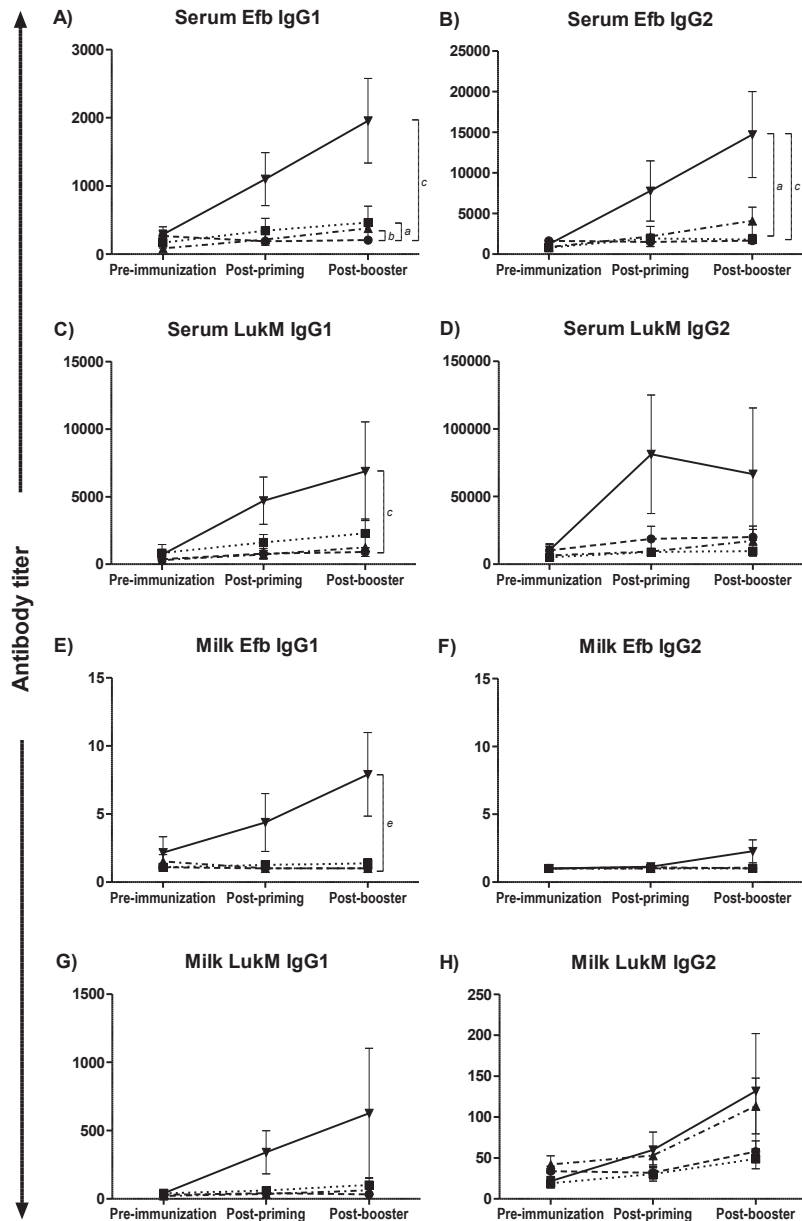 Antibody titer
A) Serum Efb IgG1
3000
2000
1000
0
Pre-immunization Post-priming Post-booster
c
b
a
B) Serum Efb IgG2
25000
20000
15000
10000
5000
0
Pre-immunization Post-priming Post-booster
a
c
C) Serum LukM IgG1
15000
10000
5000
0
Pre-immunization Post-priming Post-booster
c
D) Serum LukM IgG2
150000
100000
50000
0
Pre-immunization Post-priming Post-booster
E) Milk Efb IgG1
15
10
5
0
Pre-immunization Post-priming Post-booster
e
F) Milk Efb IgG2
15
10
5
0
Pre-immunization Post-priming Post-booster
G) Milk LukM IgG1
1500
1000
500
0
Pre-immunization Post-priming Post-booster
H) Milk LukM IgG2
250
200
150
100
50
0
Pre-immunization Post-priming Post-booster